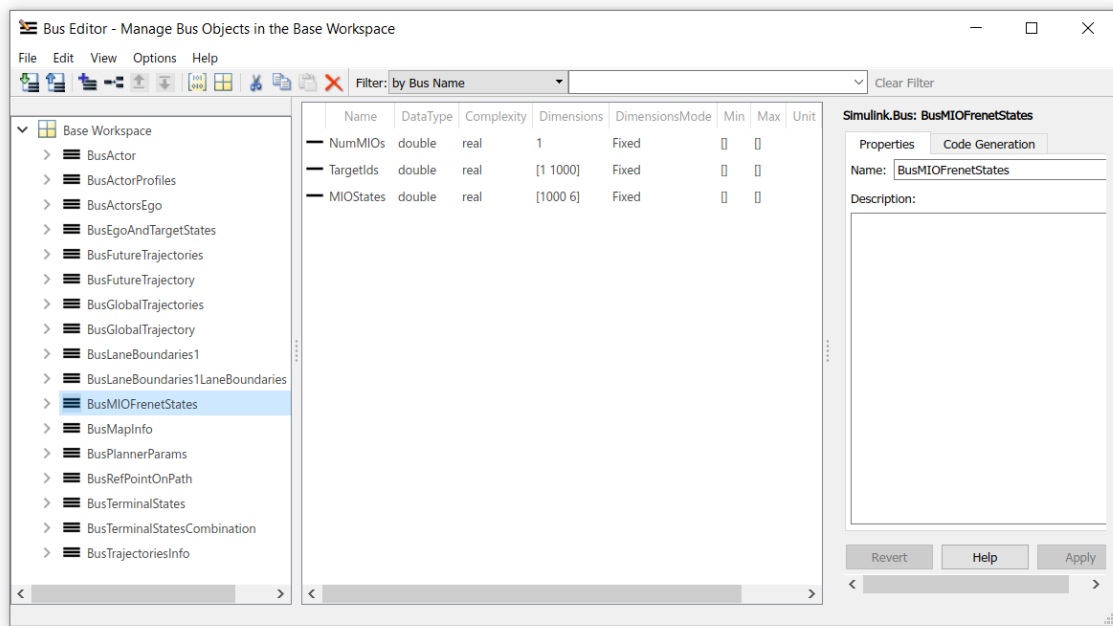 Bus Editor - Manage Bus Objects in the Base Workspace
File Edit View Options Help
Filter: by Bus Name Clear Filter
Base Workspace
BusActor
BusActorProfiles
BusActorsEgo
BusEgoAndTargetStates
BusFutureTrajectories
BusFutureTrajectory
BusGlobalTrajectories
BusGlobalTrajectory
BusLaneBoundaries1
BusLaneBoundaries1LaneBoundaries
BusMIOFrenetStates
BusMapInfo
BusPlannerParams
BusRefPointOnPath
BusTerminalStates
BusTerminalStatesCombination
BusTrajectoriesInfo
Name DataType Complexity Dimensions DimensionsMode Min Max Unit
NumMIOs double real 1 Fixed [] []
TargetIds double real [1 1000] Fixed [] []
MIOStates double real [1000 6] Fixed [] []
Simulink.Bus: BusMIOFrenetStates
Properties Code Generation
Name: BusMIOFrenetStates
Description:
Revert Help Apply